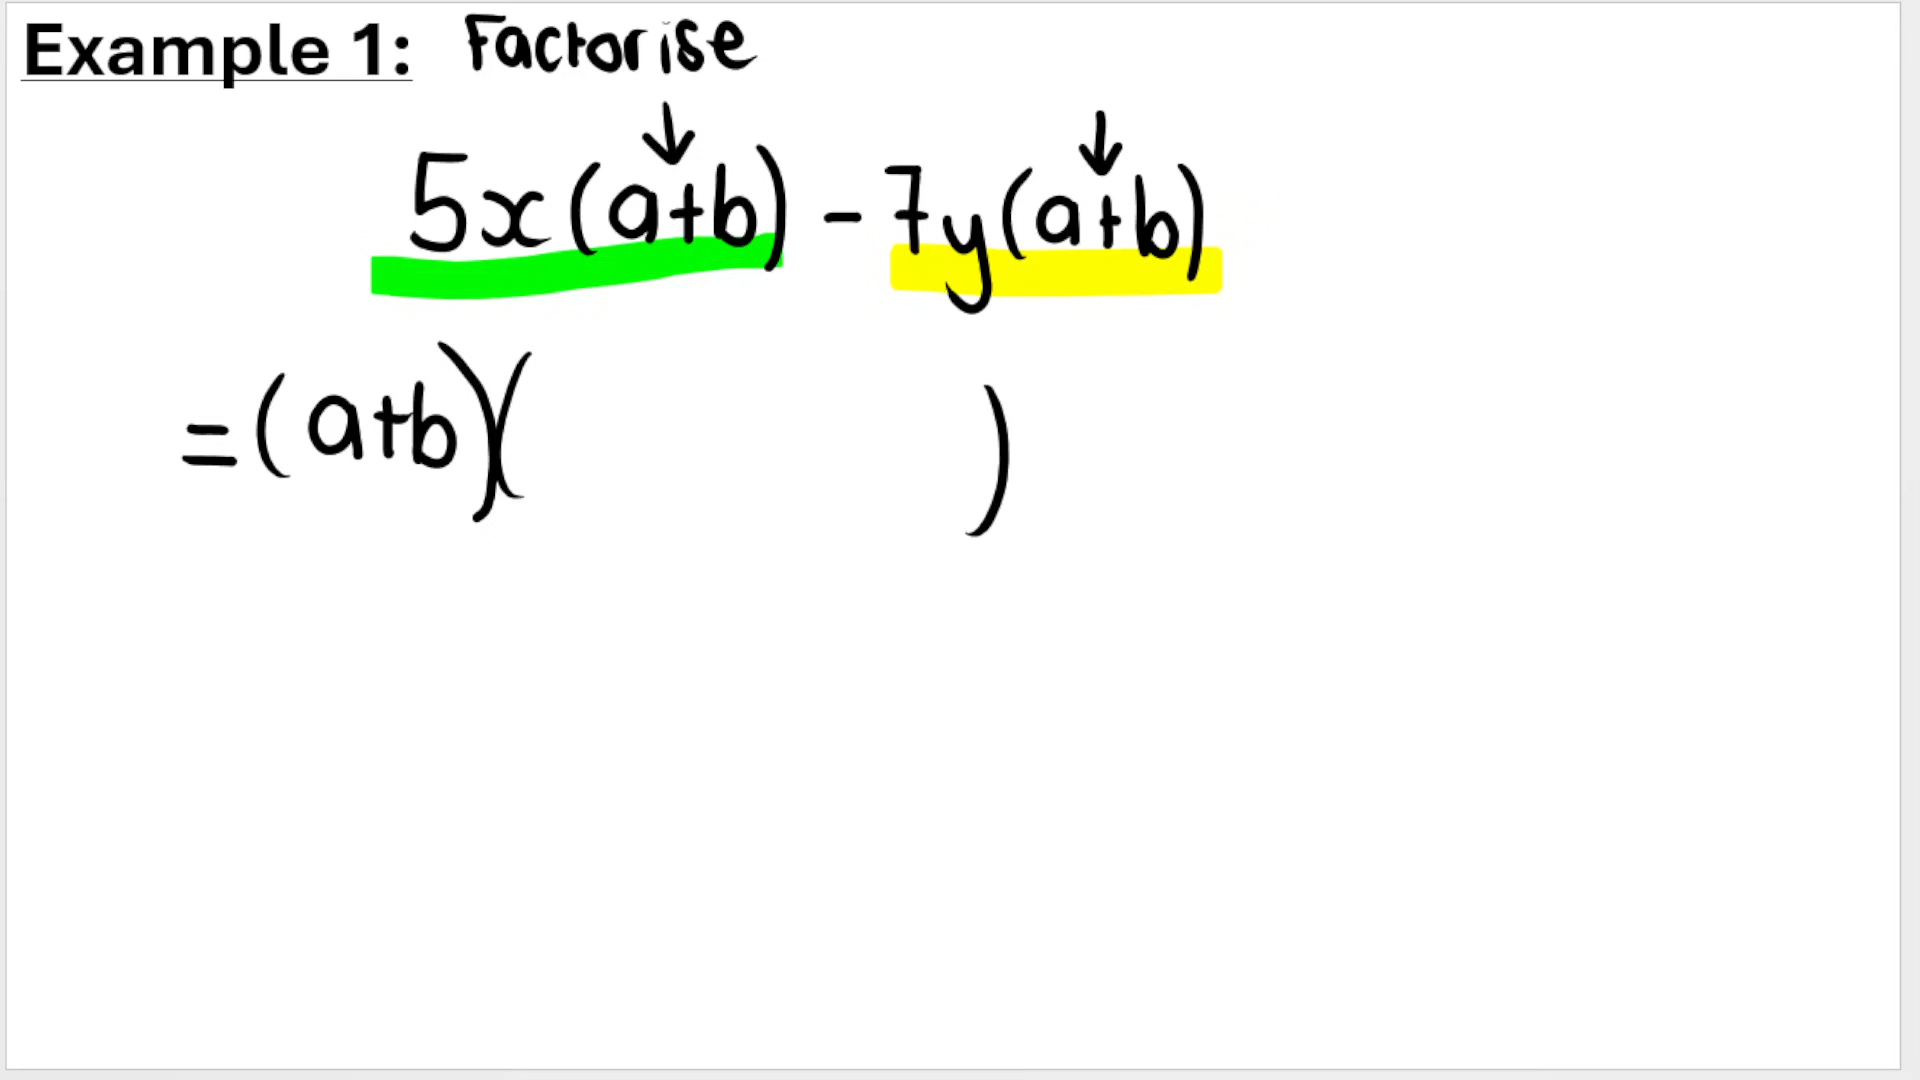 Example 1: Factorise
5x(a+b) - 7y(a+b)
= (a+b)( )